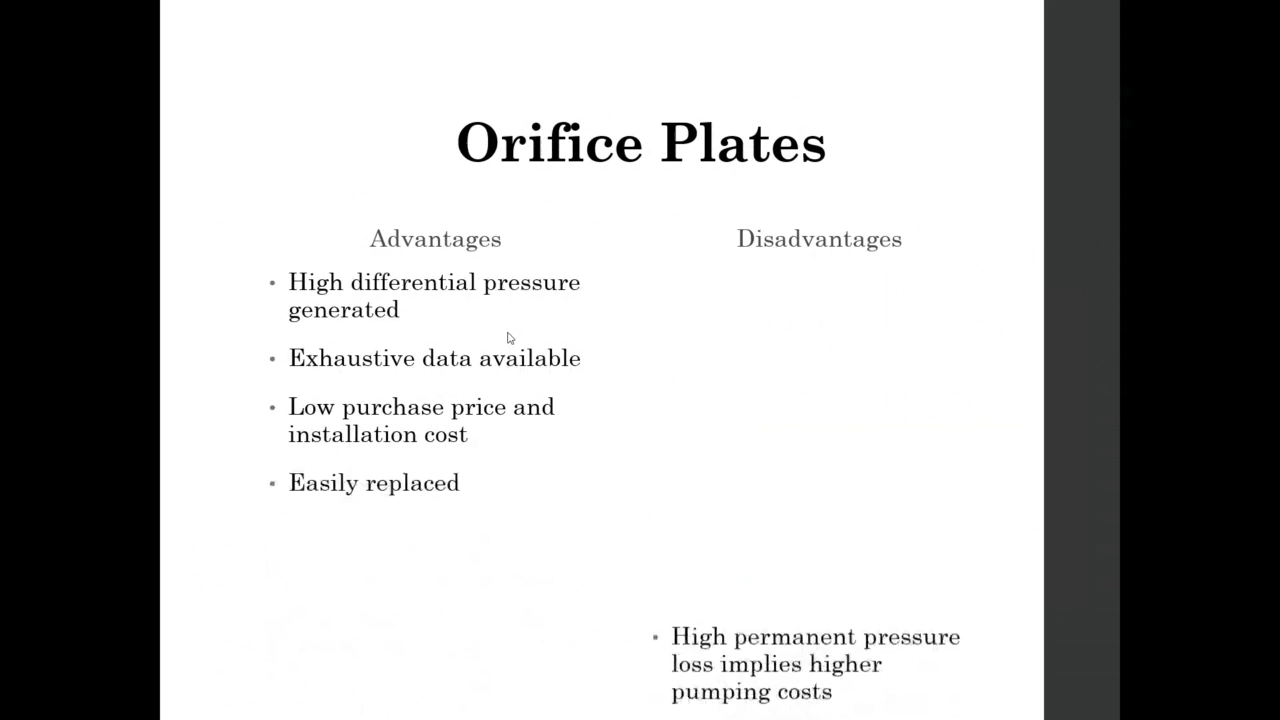 Orifice Plates
Advantages
• High differential pressure
generated
• Exhaustive data available
• Low purchase price and
installation cost
• Easily replaced
Disadvantages
• High permanent pressure
loss implies higher
pumping costs